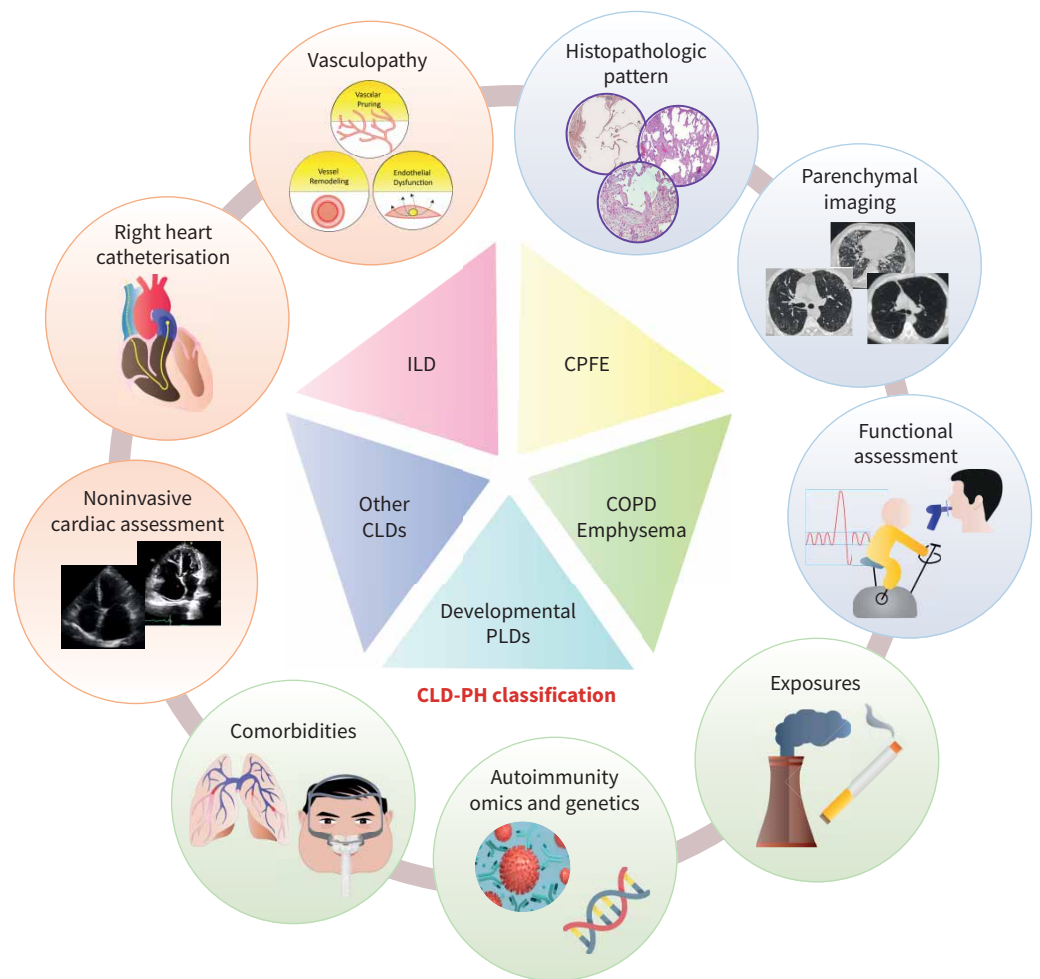 Vasculopathy
Vascular
Pruning
Vessel
Remodeling
Endothelial
Dysfunction
Histopathologic
pattern
Parenchymal
imaging
Functional
assessment
Exposures
Autoimmunity
omics and genetics
Comorbidities
Noninvasive
cardiac assessment
Right heart
catheterisation
ILD
CPFE
COPD
Emphysema
Developmental
PLDs
Other
CLDs
CLD-PH classification